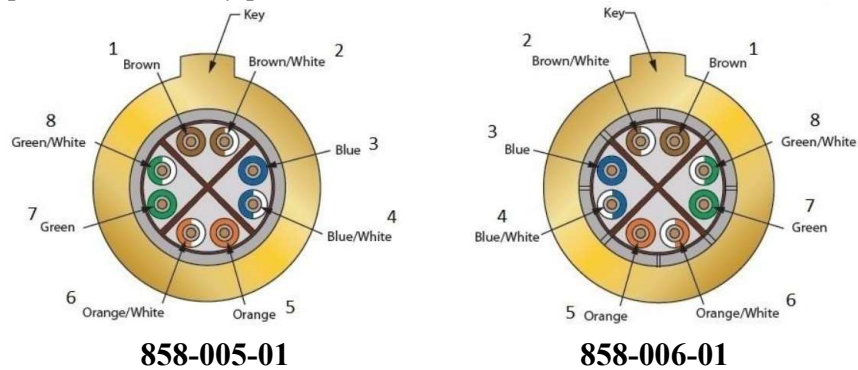 Key
1
Brown
2
Brown/White
8
Green/White
Blue 3
7
Green
4
Blue/White
6
Orange/White
Orange 5
858-005-01
Key
2
Brown/White
1
Brown
3
Blue
8
Green/White
4
Blue/White
7
Green
5 Orange
6
Orange/White
858-006-01